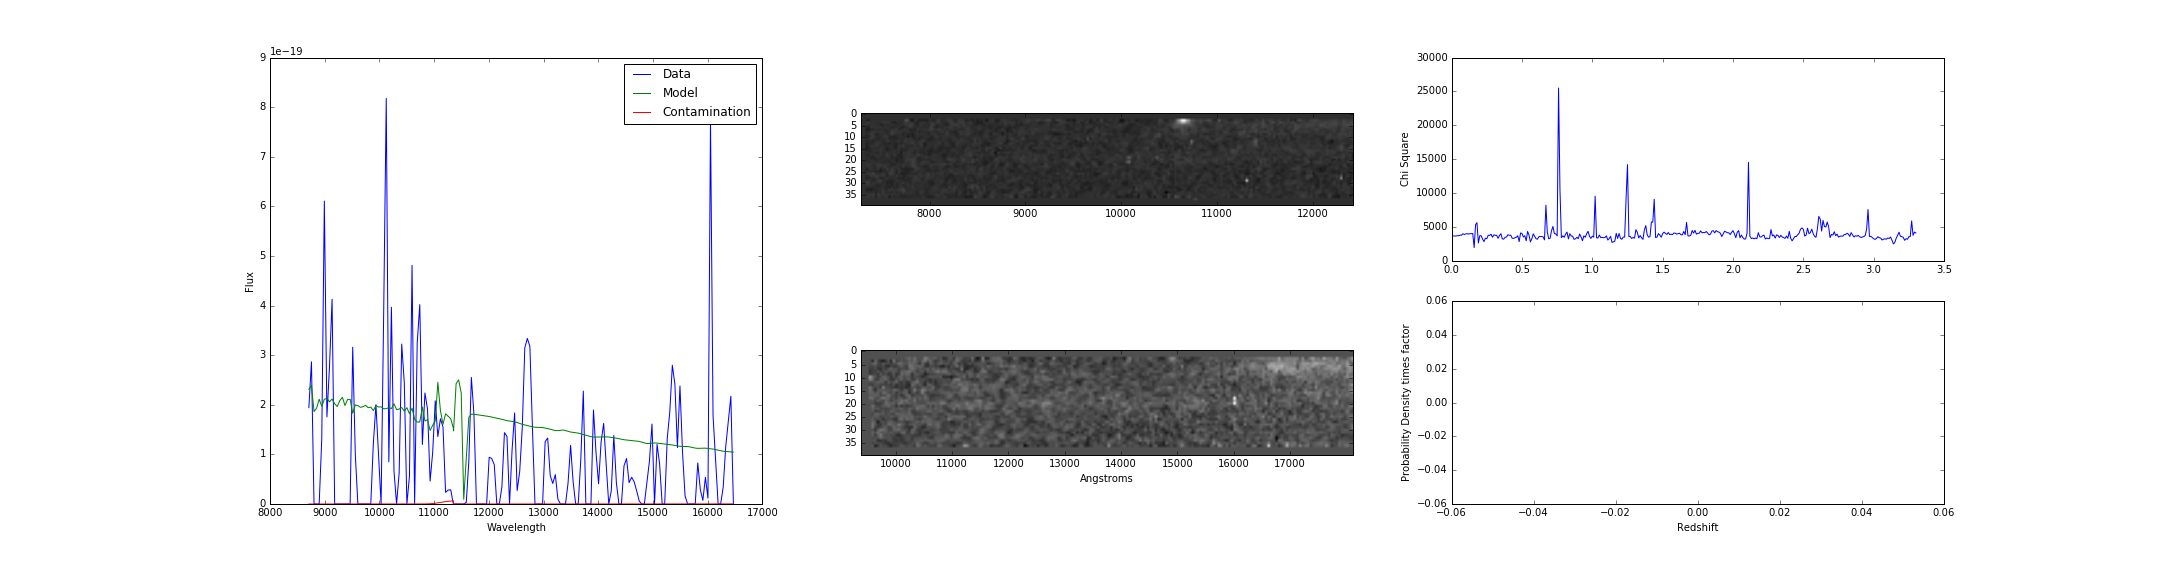 1e−19
9
8
7
6
5
4
3
2
1
0
Flux
8000 9000 10000 11000 12000 13000 14000 15000 16000 17000
Wavelength
Data
Model
Contamination
0
5
10
15
20
25
30
35
8000 9000 10000 11000 12000
0
5
10
15
20
25
30
35
10000 11000 12000 13000 14000 15000 16000 17000
Angstroms
30000
25000
20000
15000
10000
5000
0
Chi Square
0.0 0.5 1.0 1.5 2.0 2.5 3.0 3.5
0.06
0.04
0.02
0.00
−0.02
−0.04
−0.06
Probability Density times factor
−0.06 −0.04 −0.02 0.00 0.02 0.04 0.06
Redshift